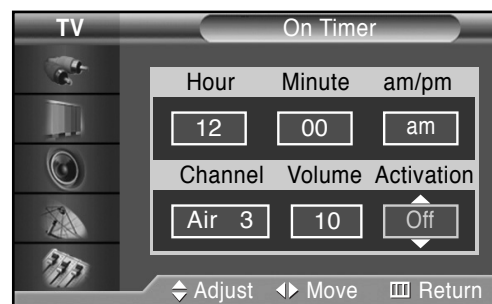 TV On Timer
Hour Minute am/pm
12 00 am
Channel Volume Activation
Air 3 10 Off
Adjust Move Return